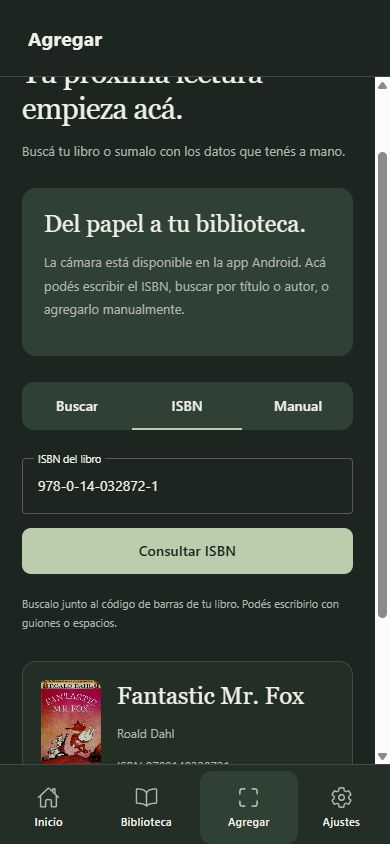 Agregar
Tu próxima lectura
empieza acá.
Buscá tu libro o sumalo con los datos que tenés a mano.
Del papel a tu biblioteca.
La cámara está disponible en la app Android. Acá
podés escribir el ISBN, buscar por título o autor, o
agregarlo manualmente.
Buscar
ISBN
Manual
ISBN del libro
978-0-14-032872-1
Consultar ISBN
Buscalo junto al código de barras de tu libro. Podés escribirlo con
guiones o espacios.
FANTASTIC
MR. FOX
Fantastic Mr. Fox
Roald Dahl
Inicio
Biblioteca
Agregar
Ajustes